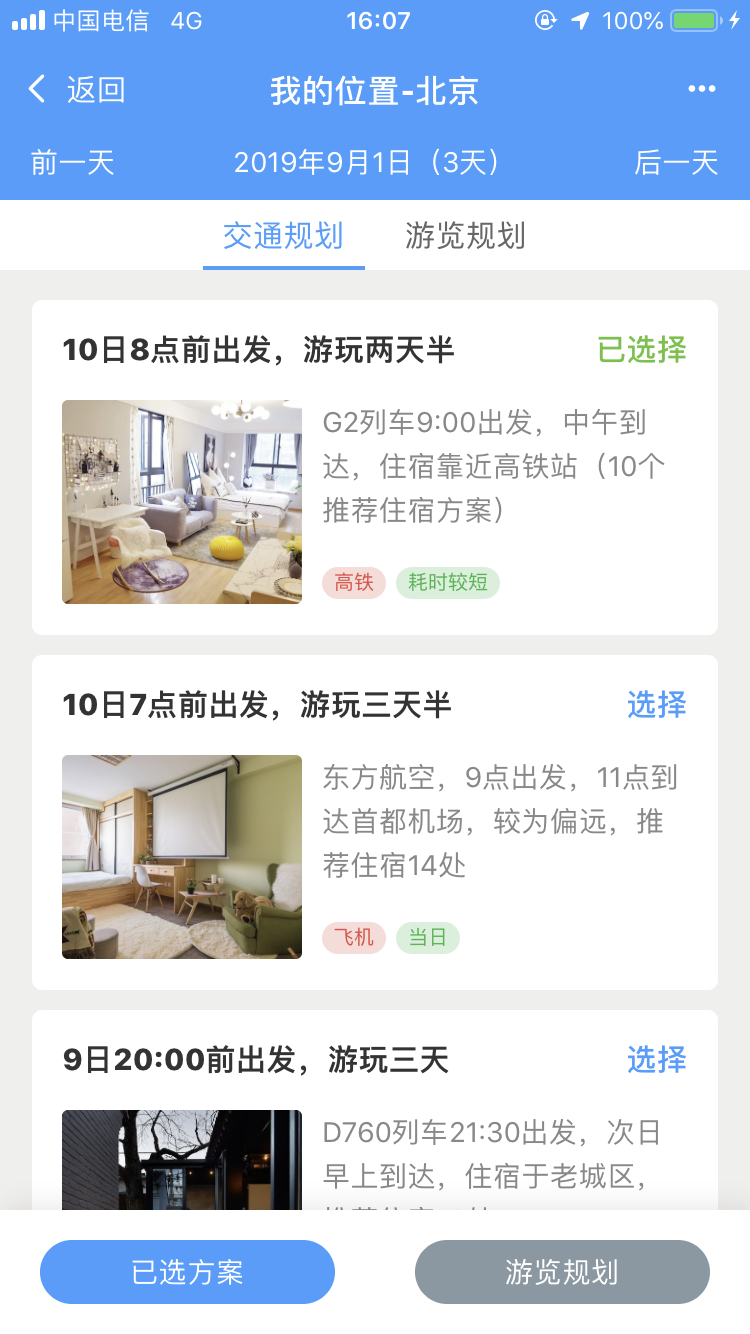 中国电信 4G 16:07 100%
返回 我的位置-北京
前一天 2019年9月1日（3天） 后一天
交通规划 游览规划
10日8点前出发，游玩两天半 已选择
G2列车9:00出发，中午到
达，住宿靠近高铁站（10个
推荐住宿方案）
高铁 耗时较短
10日7点前出发，游玩三天半 选择
东方航空，9点出发，11点到
达首都机场，较为偏远，推
荐住宿14处
飞机 当日
9日20:00前出发，游玩三天 选择
D760列车21:30出发，次日
早上到达，住宿于老城区，
已选方案 游览规划